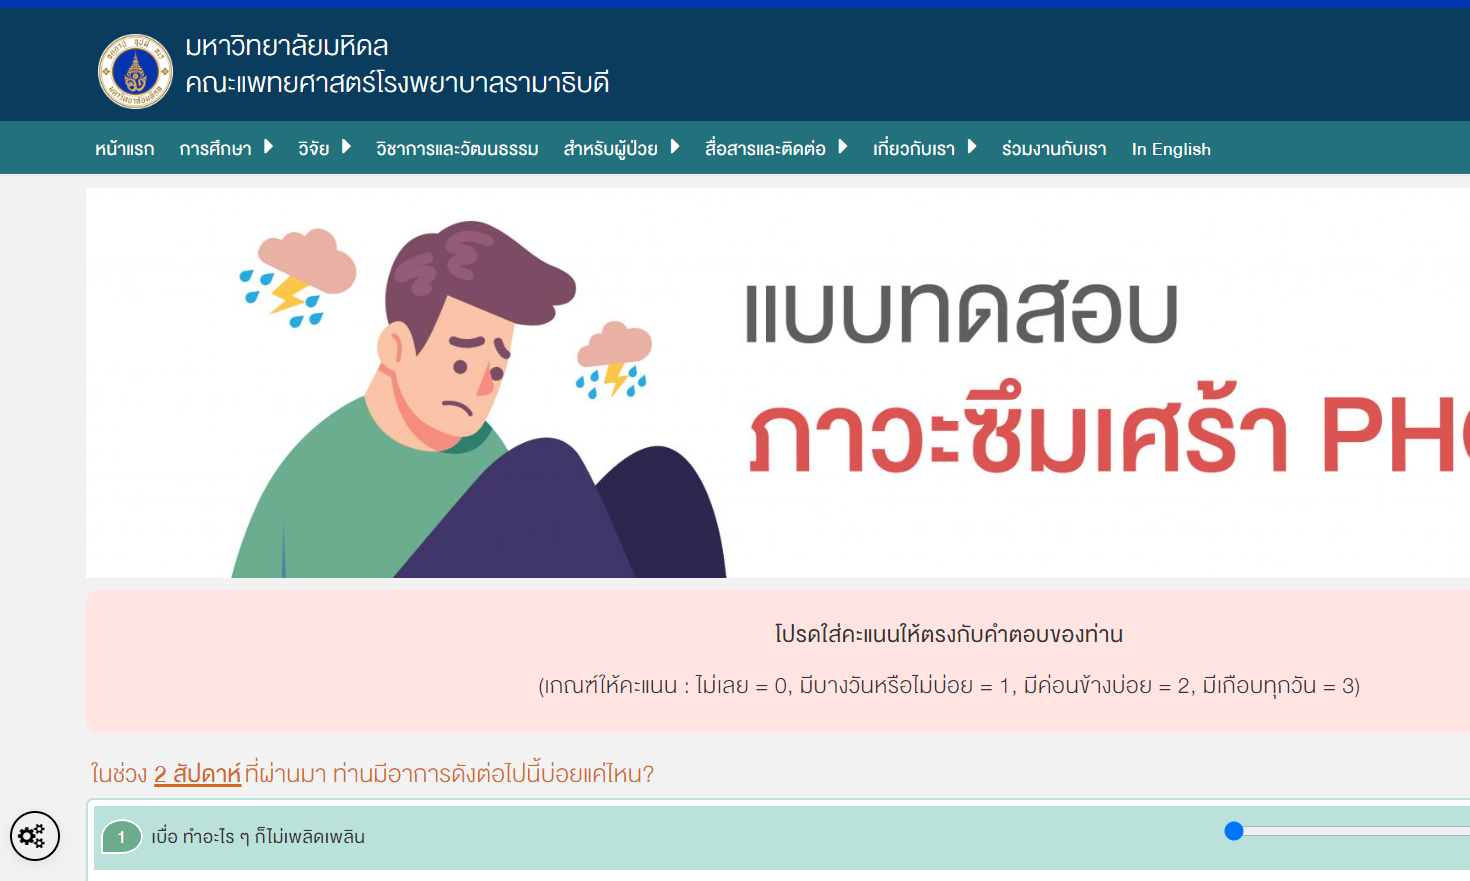 มหาวิทยาลัยมหิดล
คณะแพทยศาสตร์โรงพยาบาลรามาธิบดี
หน้าแรก การศึกษา วิจัย วิชาการและวัฒนธรรม สำหรับผู้ป่วย สื่อสารและติดต่อ เกี่ยวกับเรา ร่วมงานกับเรา In English
แบบทดสอบ
ภาวะซึมเศร้า PH
โปรดใส่คะแนนให้ตรงกับคำตอบของท่าน
(เกณฑ์ให้คะแนน : ไม่เลย = 0, มีบางวันหรือไม่บ่อย = 1, มีค่อนข้างบ่อย = 2, มีเกือบทุกวัน = 3)
ในช่วง 2 สัปดาห์ ที่ผ่านมา ท่านมีอาการดังต่อไปนี้บ่อยแค่ไหน?
1 เบื่อ ทำอะไร ๆ ก็ไม่เพลิดเพลิน